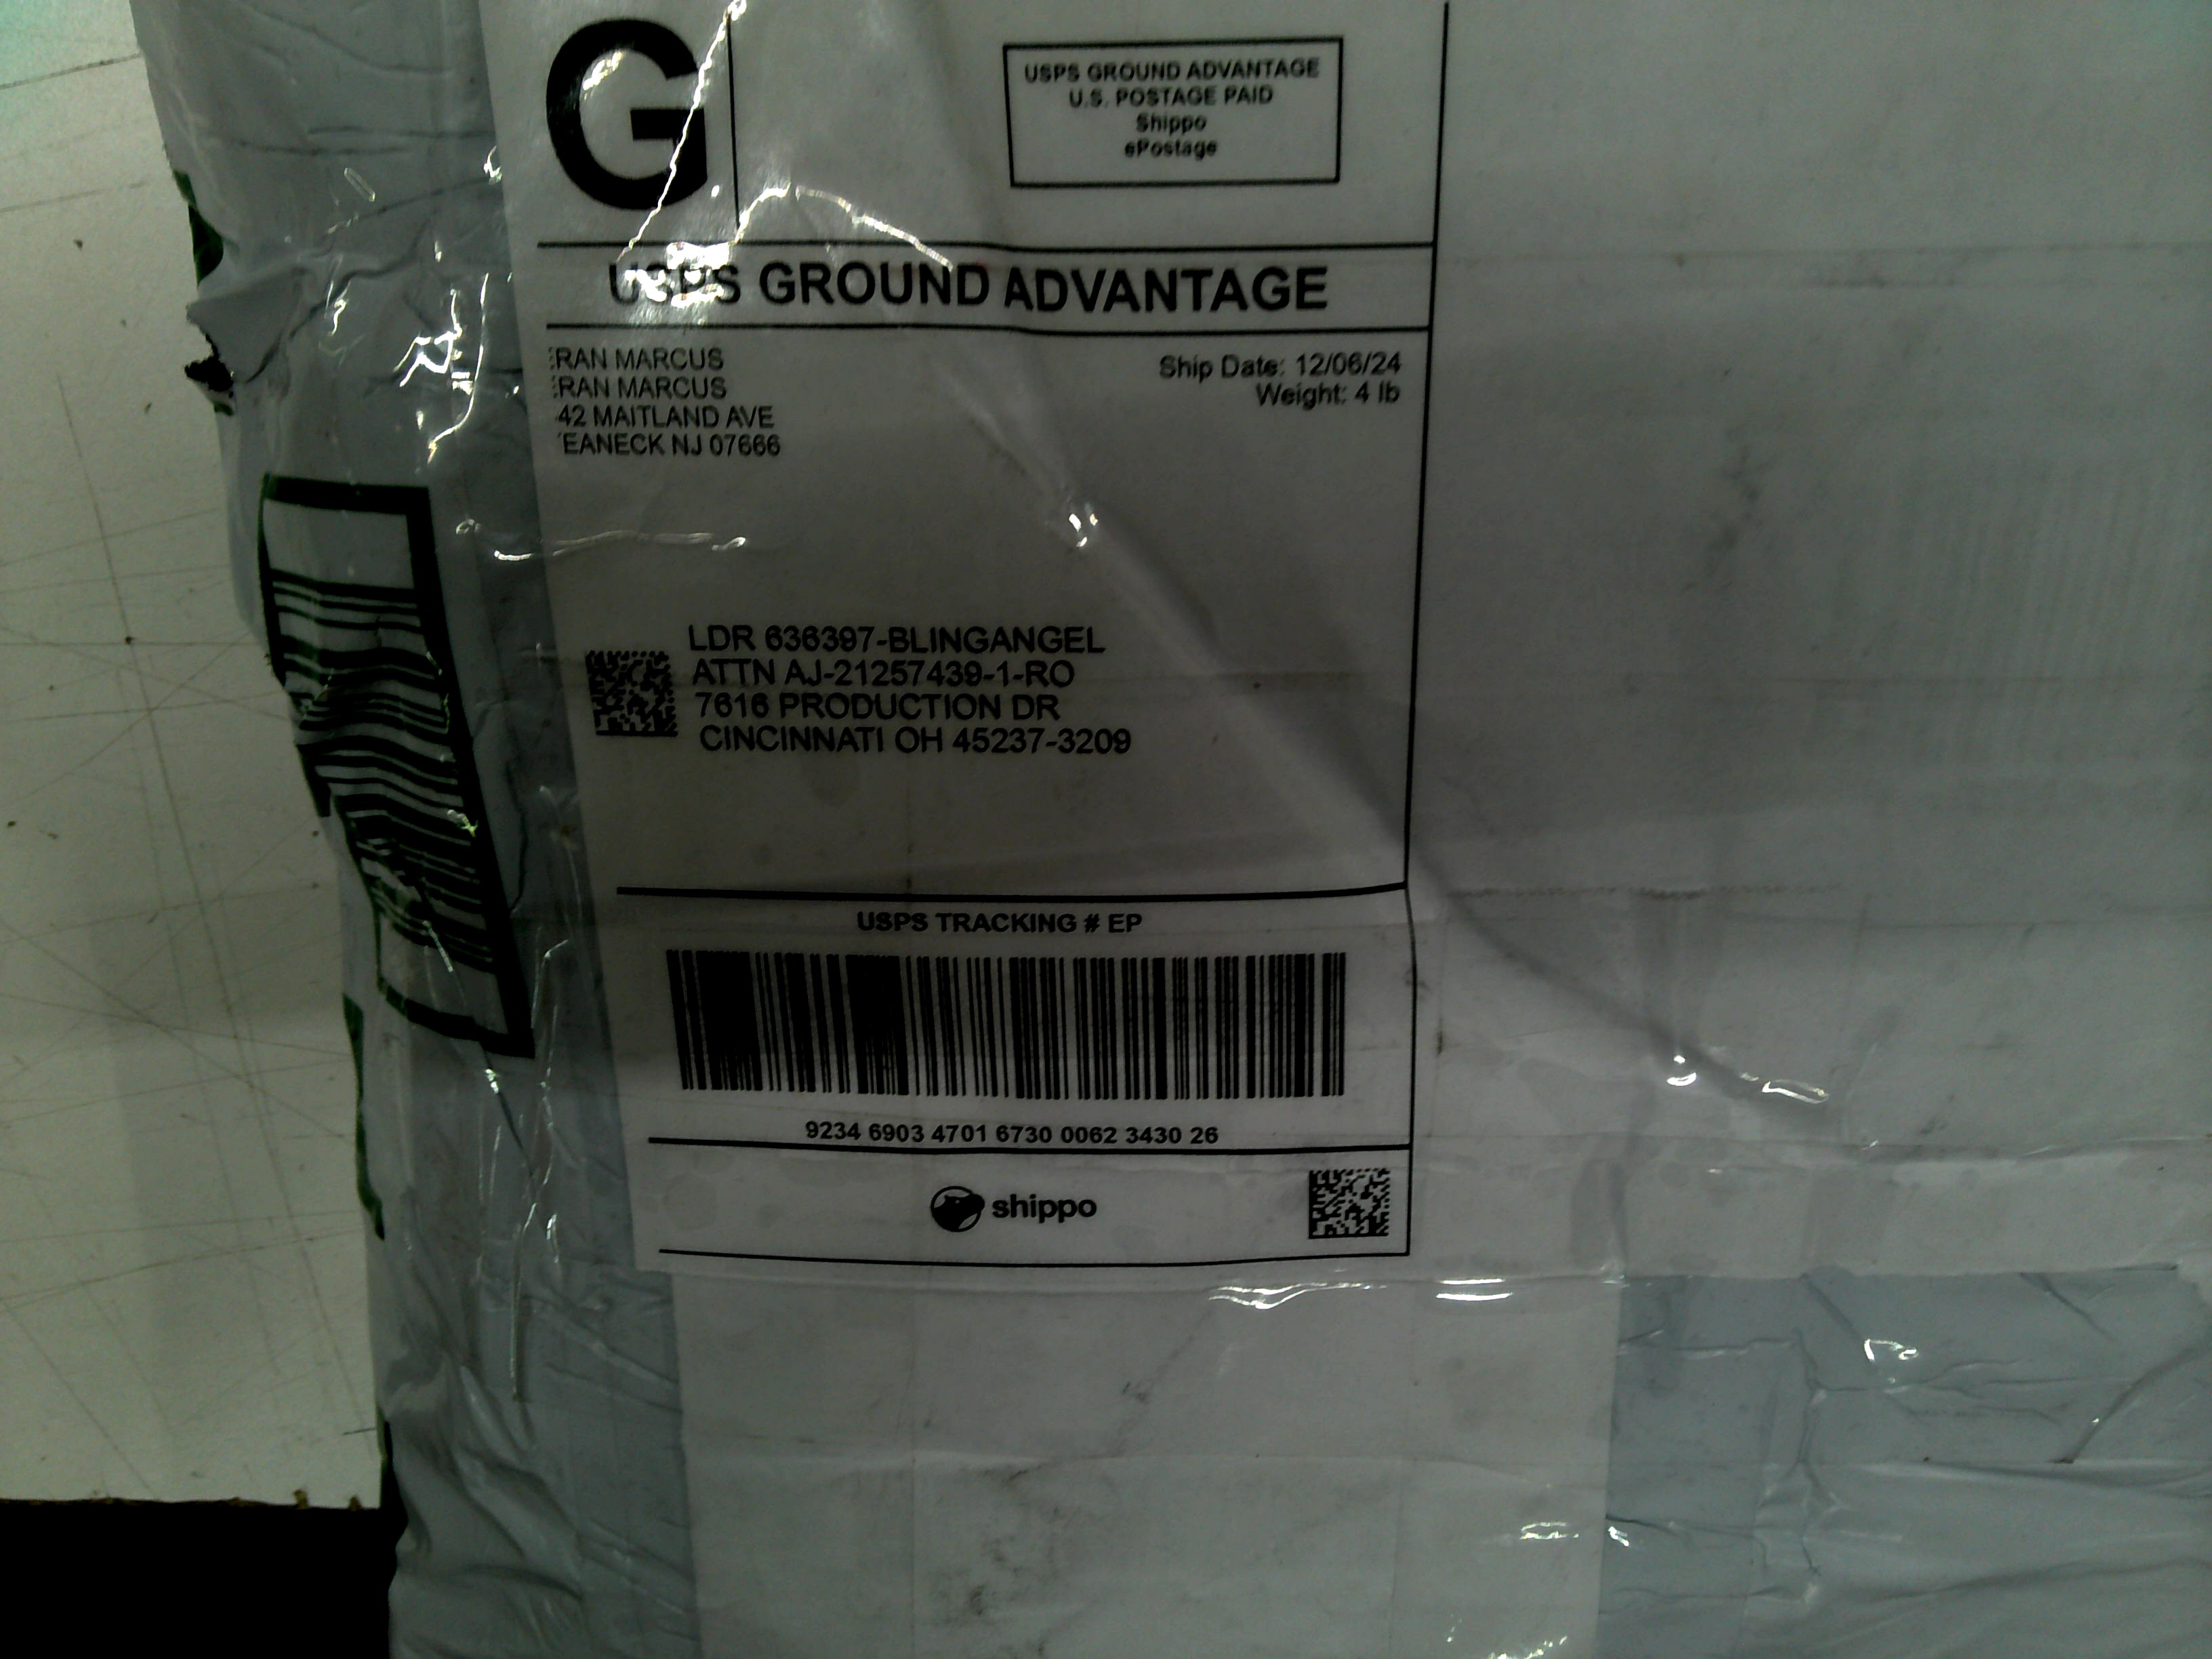 G
USPS GROUND ADVANTAGE
U.S. POSTAGE PAID
Shippo
ePostage
USPS GROUND ADVANTAGE
RAN MARCUS
RAN MARCUS
42 MAITLAND AVE
EANECK NJ 07666
Ship Date: 12/06/24
Weight: 4 lb
LDR 636397-BLINGANGEL
ATTN AJ-21257439-1-RO
7616 PRODUCTION DR
CINCINNATI OH 45237-3209
USPS TRACKING # EP
9234 6903 4701 6730 0062 3430 26
shippo